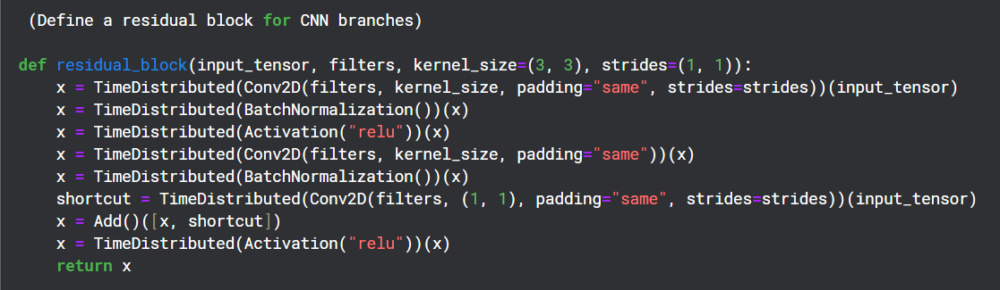 (Define a residual block for CNN branches)
def residual_block(input_tensor, filters, kernel_size=(3, 3), strides=(1, 1)):
    x = TimeDistributed(Conv2D(filters, kernel_size, padding="same", strides=strides))(input_tensor)
    x = TimeDistributed(BatchNormalization())(x)
    x = TimeDistributed(Activation("relu"))(x)
    x = TimeDistributed(Conv2D(filters, kernel_size, padding="same"))(x)
    x = TimeDistributed(BatchNormalization())(x)
    shortcut = TimeDistributed(Conv2D(filters, (1, 1), padding="same", strides=strides))(input_tensor)
    x = Add()([x, shortcut])
    x = TimeDistributed(Activation("relu"))(x)
    return x